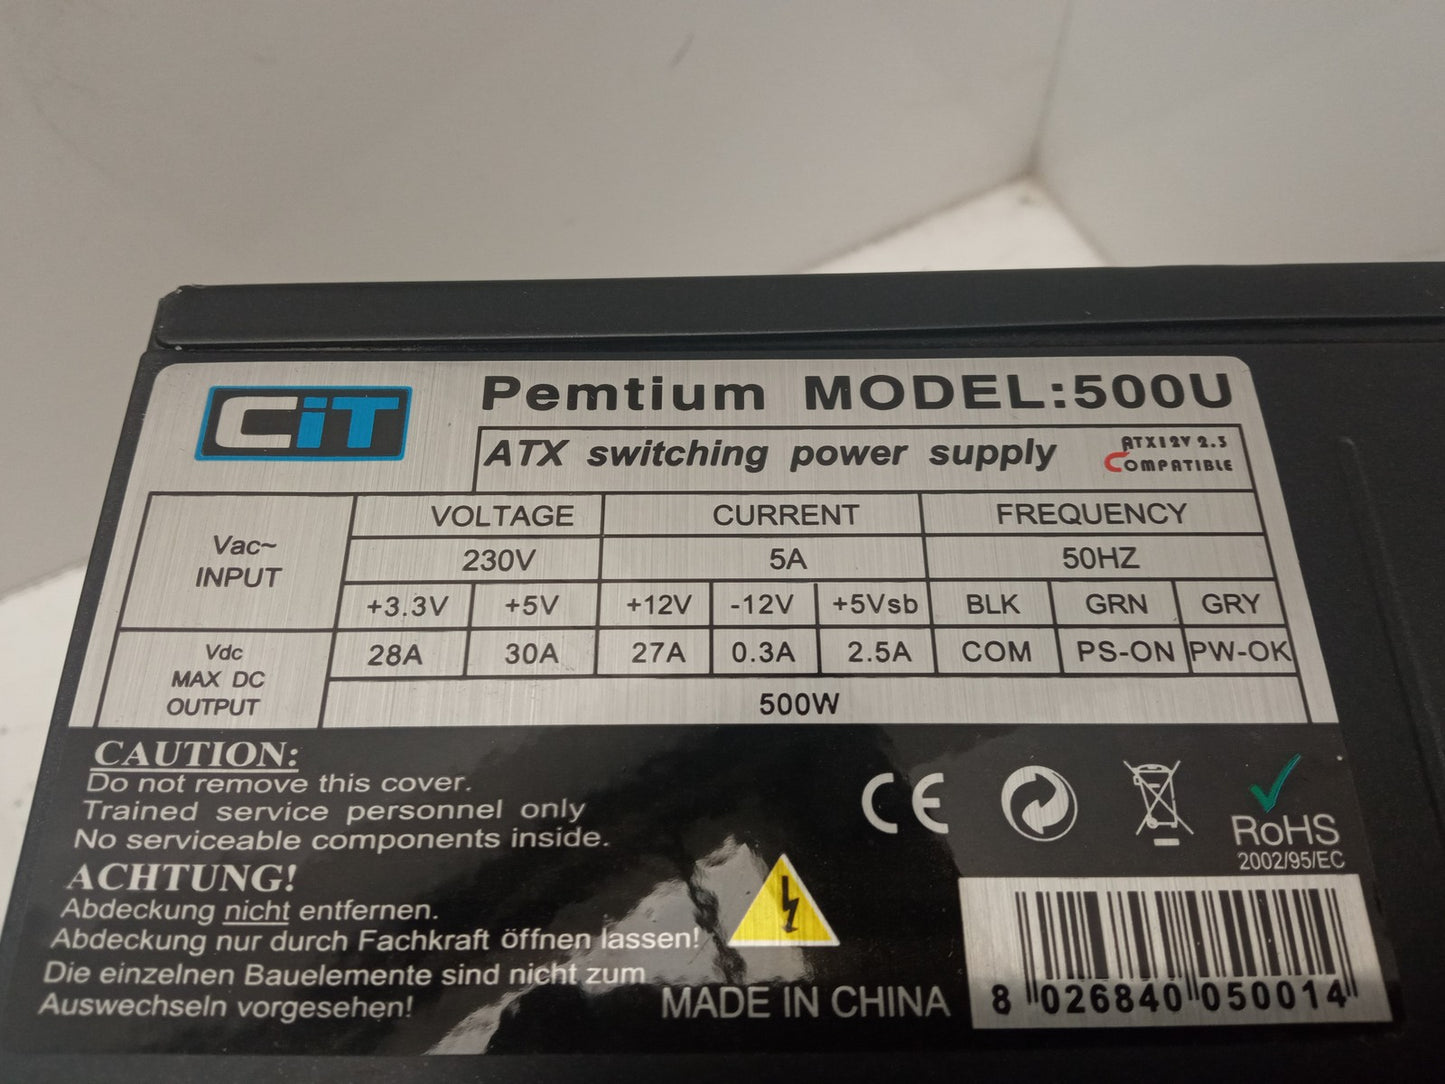 CiT
Pemtium MODEL:500U
ATX switching power supply
ATX12V 2.3
COMPATIBLE
Vac~
INPUT
VOLTAGE CURRENT FREQUENCY
230V 5A 50HZ
+3.3V +5V +12V -12V +5Vsb BLK GRN GRY
Vdc
MAX DC
OUTPUT
28A 30A 27A 0.3A 2.5A COM PS-ON PW-OK
500W
CAUTION:
Do not remove this cover.
Trained service personnel only
No serviceable components inside.
ACHTUNG!
Abdeckung nicht entfernen.
Abdeckung nur durch Fachkraft öffnen lassen!
Die einzelnen Bauelemente sind nicht zum
Auswechseln vorgesehen!
MADE IN CHINA
CE
RoHS
2002/95/EC
8 026840 050014